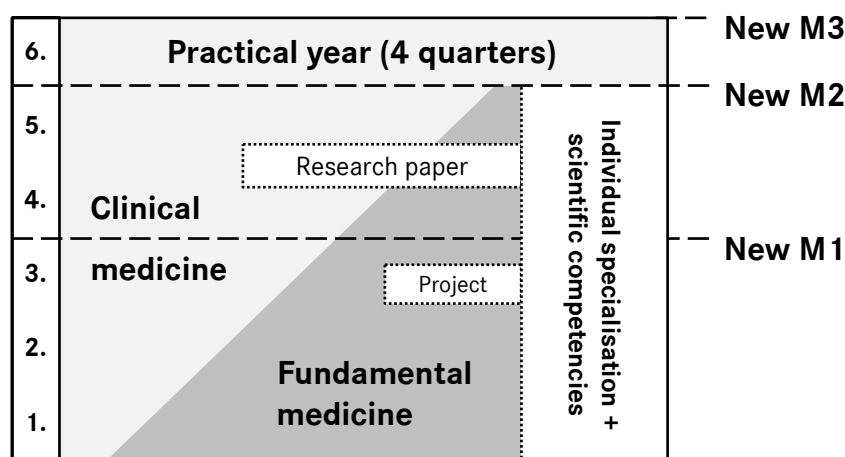 New M3
6.
Practical year (4 quarters)
New M2
5.
Individual specialisation +
scientific competencies
Research paper
4.
Clinical
medicine
New M1
3.
Project
2.
Fundamental
medicine
1.